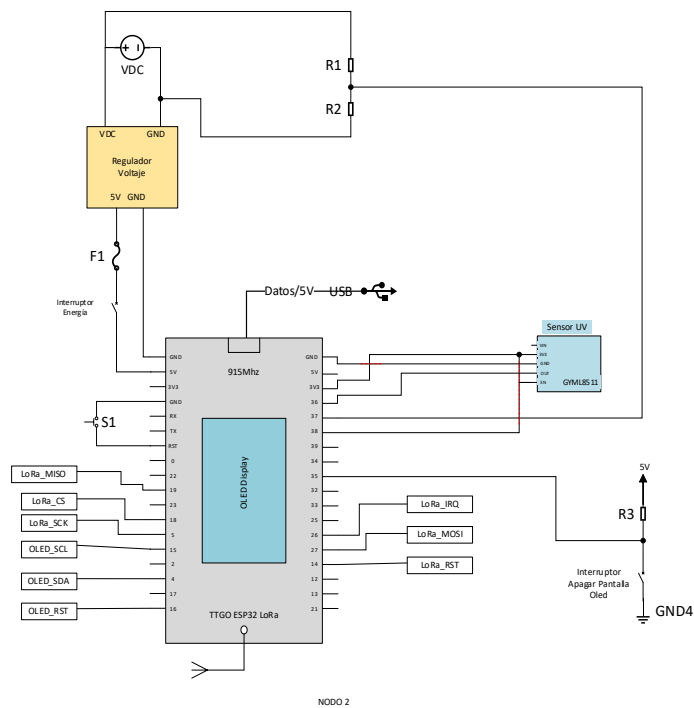 VDC
R1
R2
VDC GND
Regulador
Voltaje
5V GND
F1
Interruptor
Energía
Datos/5V USB
915Mhz
GND
5V
3V3
GND
RX
TX
RST
0
22
19
23
18
5
15
2
4
17
16
GND
5V
3V3
36
37
38
39
34
35
32
33
25
26
27
14
12
13
21
OLED Display
TTGO ESP32 LoRa
S1
LoRa_MISO
LoRa_CS
LoRa_SCK
OLED_SCL
OLED_SDA
OLED_RST
LoRa_IRQ
LoRa_MOSI
LoRa_RST
Sensor UV
VIN
3V3
GND
OUT
EN
GYML8511
5V
R3
Interruptor
Apagar Pantalla
Oled
GND4
NODO 2